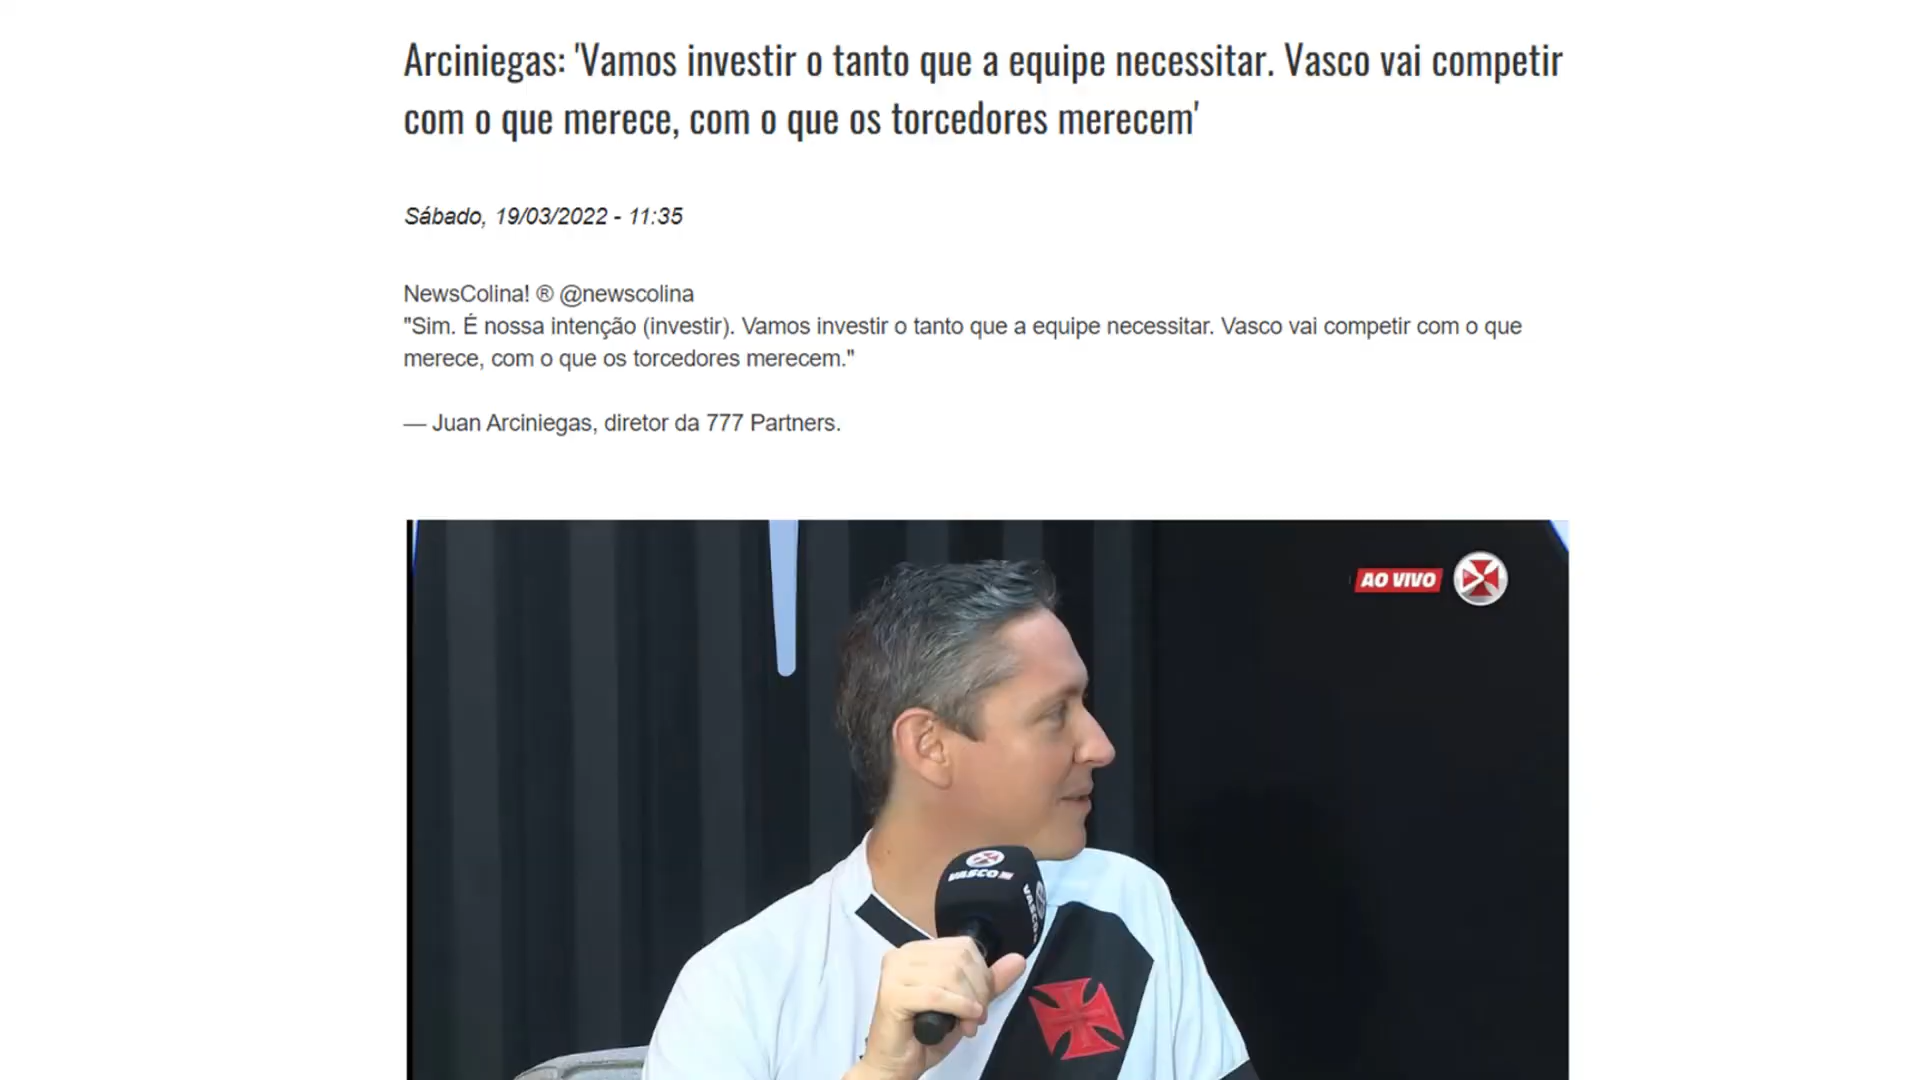 Arciniegas: 'Vamos investir o tanto que a equipe necessitar. Vasco vai competir
com o que merece, com o que os torcedores merecem'
Sábado, 19/03/2022 - 11:35
NewsColina! ® @newscolina
"Sim. É nossa intenção (investir). Vamos investir o tanto que a equipe necessitar. Vasco vai competir com o que
merece, com o que os torcedores merecem."
— Juan Arciniegas, diretor da 777 Partners.
AO VIVO
VASCO
VASCO